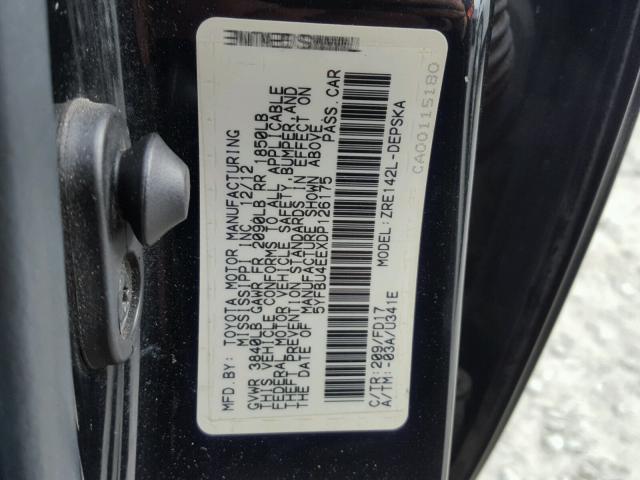 MFD.BY: TOYOTA MOTOR MANUFACTURING
MISSISSIPPI INC 12/12
GVWR 3840LB GAWR FR 2090LB RR 1850LB
THIS VEHICLE CONFORMS TO ALL APPLICABLE
FEDERAL MOTOR VEHICLE SAFETY, BUMPER, AND
THEFT PREVENTION STANDARDS IN EFFECT ON
THE DATE OF MANUFACTURE SHOWN ABOVE.
5YFBU4EEXDP126175 PASS.CAR
C/TR: 209/FD17 MODEL: ZRE142L-DEPSKA
A/TM: -03A/U341E
CA00115180